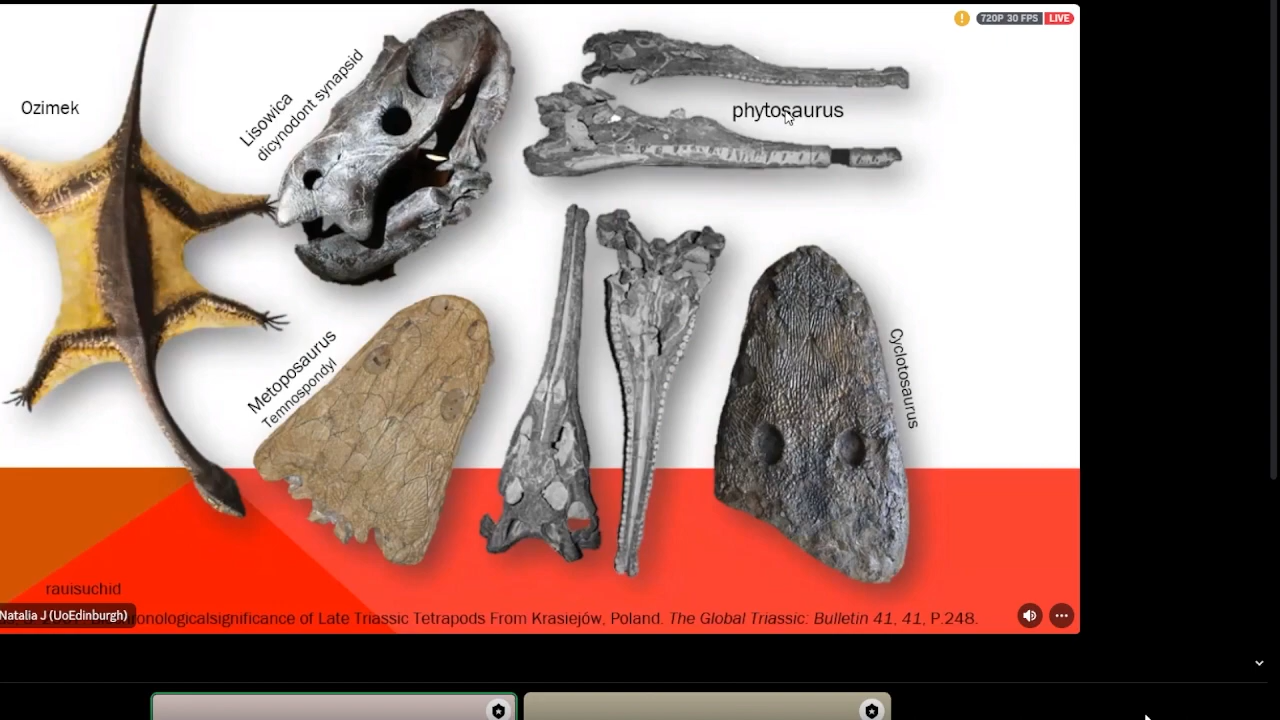 720P 30 FPS LIVE
Ozimek
Lisowica
dicynodont synapsid
phytosaurus
Metoposaurus
Temnospondyl
Cyclotosaurus
rauisuchid
Natalia J (UoEdinburgh)
ronologicalsignificance of Late Triassic Tetrapods From Krasiejów, Poland. The Global Triassic: Bulletin 41, 41, P.248.